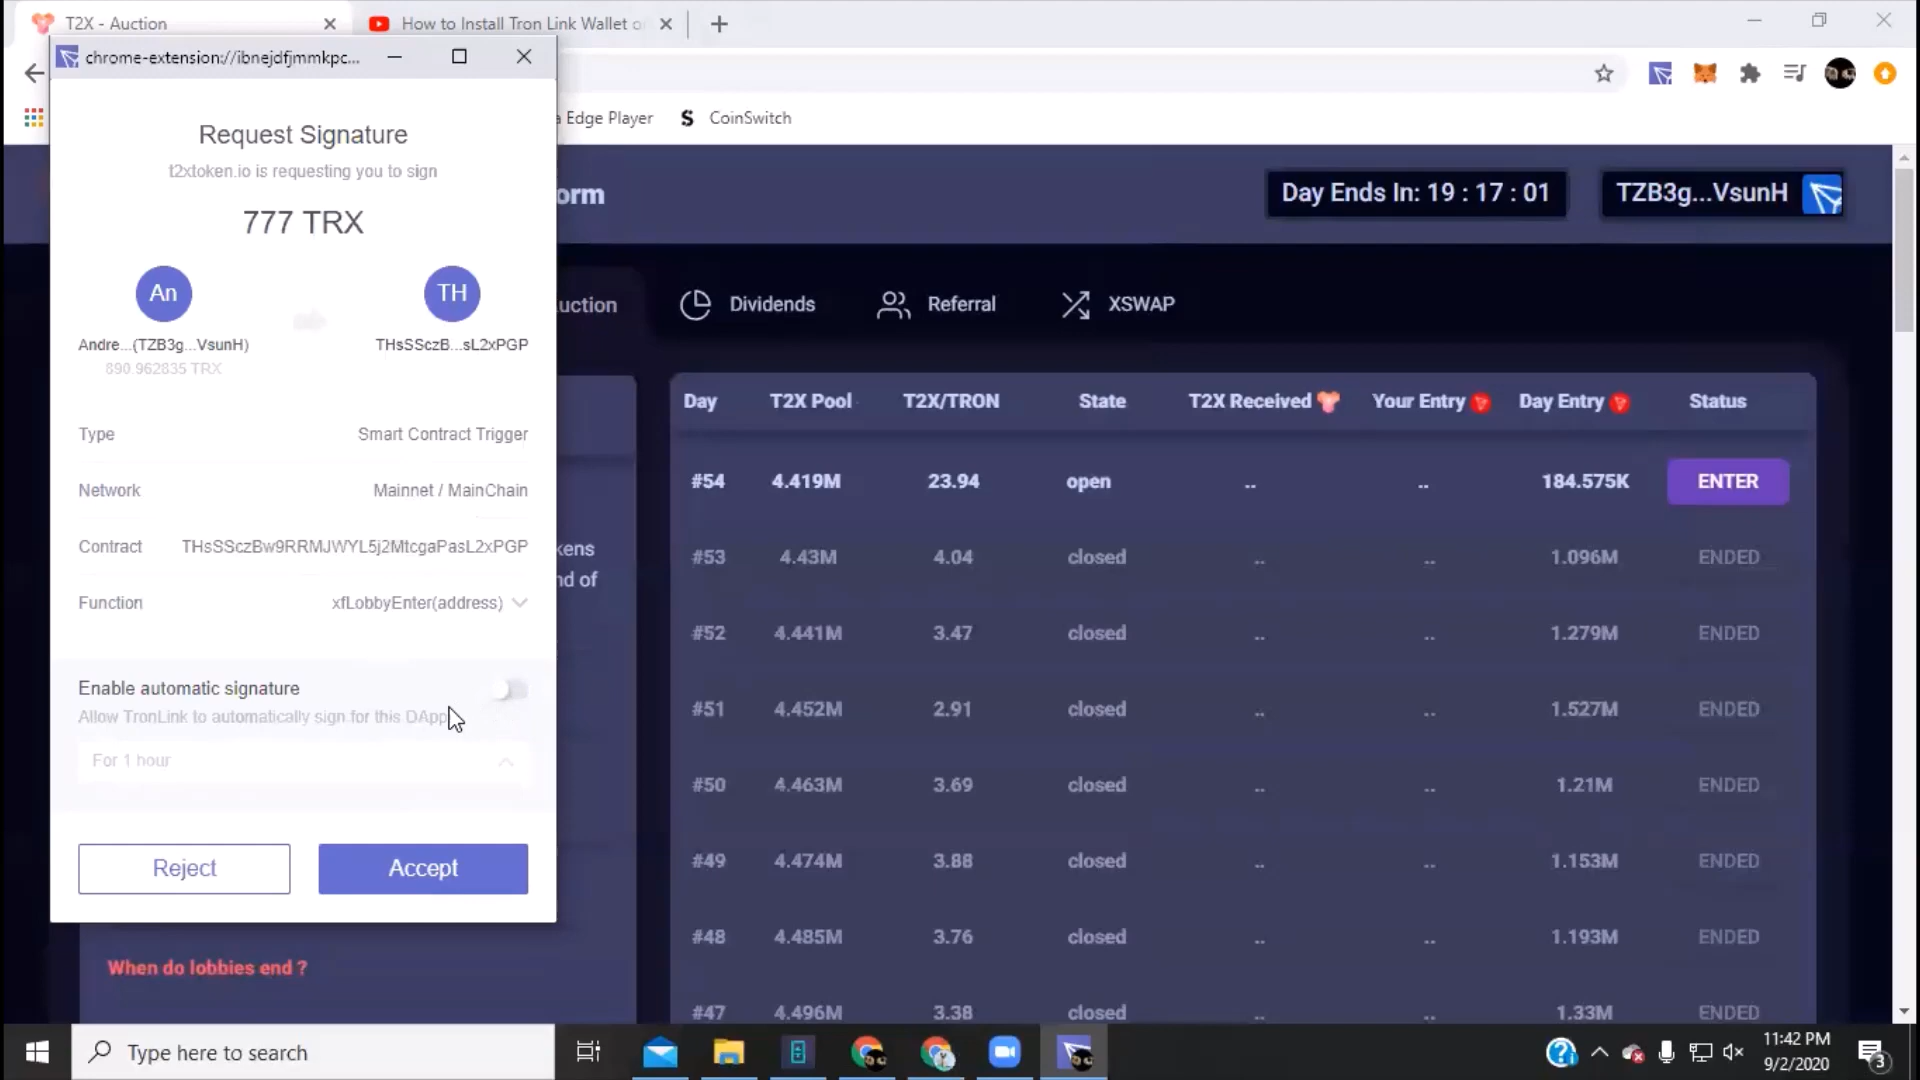 T2X - Auction
How to Install Tron Link Wallet o
chrome-extension://ibnejdfjmmkpc...
a Edge Player
CoinSwitch
Request Signature
t2xtoken.io is requesting you to sign
777 TRX
An
TH
Andre...(TZB3g...VsunH)
THsSSczB...sL2xPGP
890.962835 TRX
Type
Smart Contract Trigger
Network
Mainnet / MainChain
Contract
THsSSczBw9RRMJWYL5j2MtcgaPasL2xPGP
Function
xfLobbyEnter(address)
Enable automatic signature
Allow TronLink to automatically sign for this DApp
For 1 hour
Reject
Accept
orm
Day Ends In: 19 : 17 : 01
TZB3g...VsunH
uction
Dividends
Referral
XSWAP
kens
nd of
When do lobbies end ?
Day T2X Pool T2X/TRON State T2X Received Your Entry Day Entry Status
#54 4.419M 23.94 open .. .. 184.575K ENTER
#53 4.43M 4.04 closed .. .. 1.096M ENDED
#52 4.441M 3.47 closed .. .. 1.279M ENDED
#51 4.452M 2.91 closed .. .. 1.527M ENDED
#50 4.463M 3.69 closed .. .. 1.21M ENDED
#49 4.474M 3.88 closed .. .. 1.153M ENDED
#48 4.485M 3.76 closed .. .. 1.193M ENDED
#47 4.496M 3.38 closed .. .. 1.33M ENDED
Type here to search
11:42 PM
9/2/2020
3